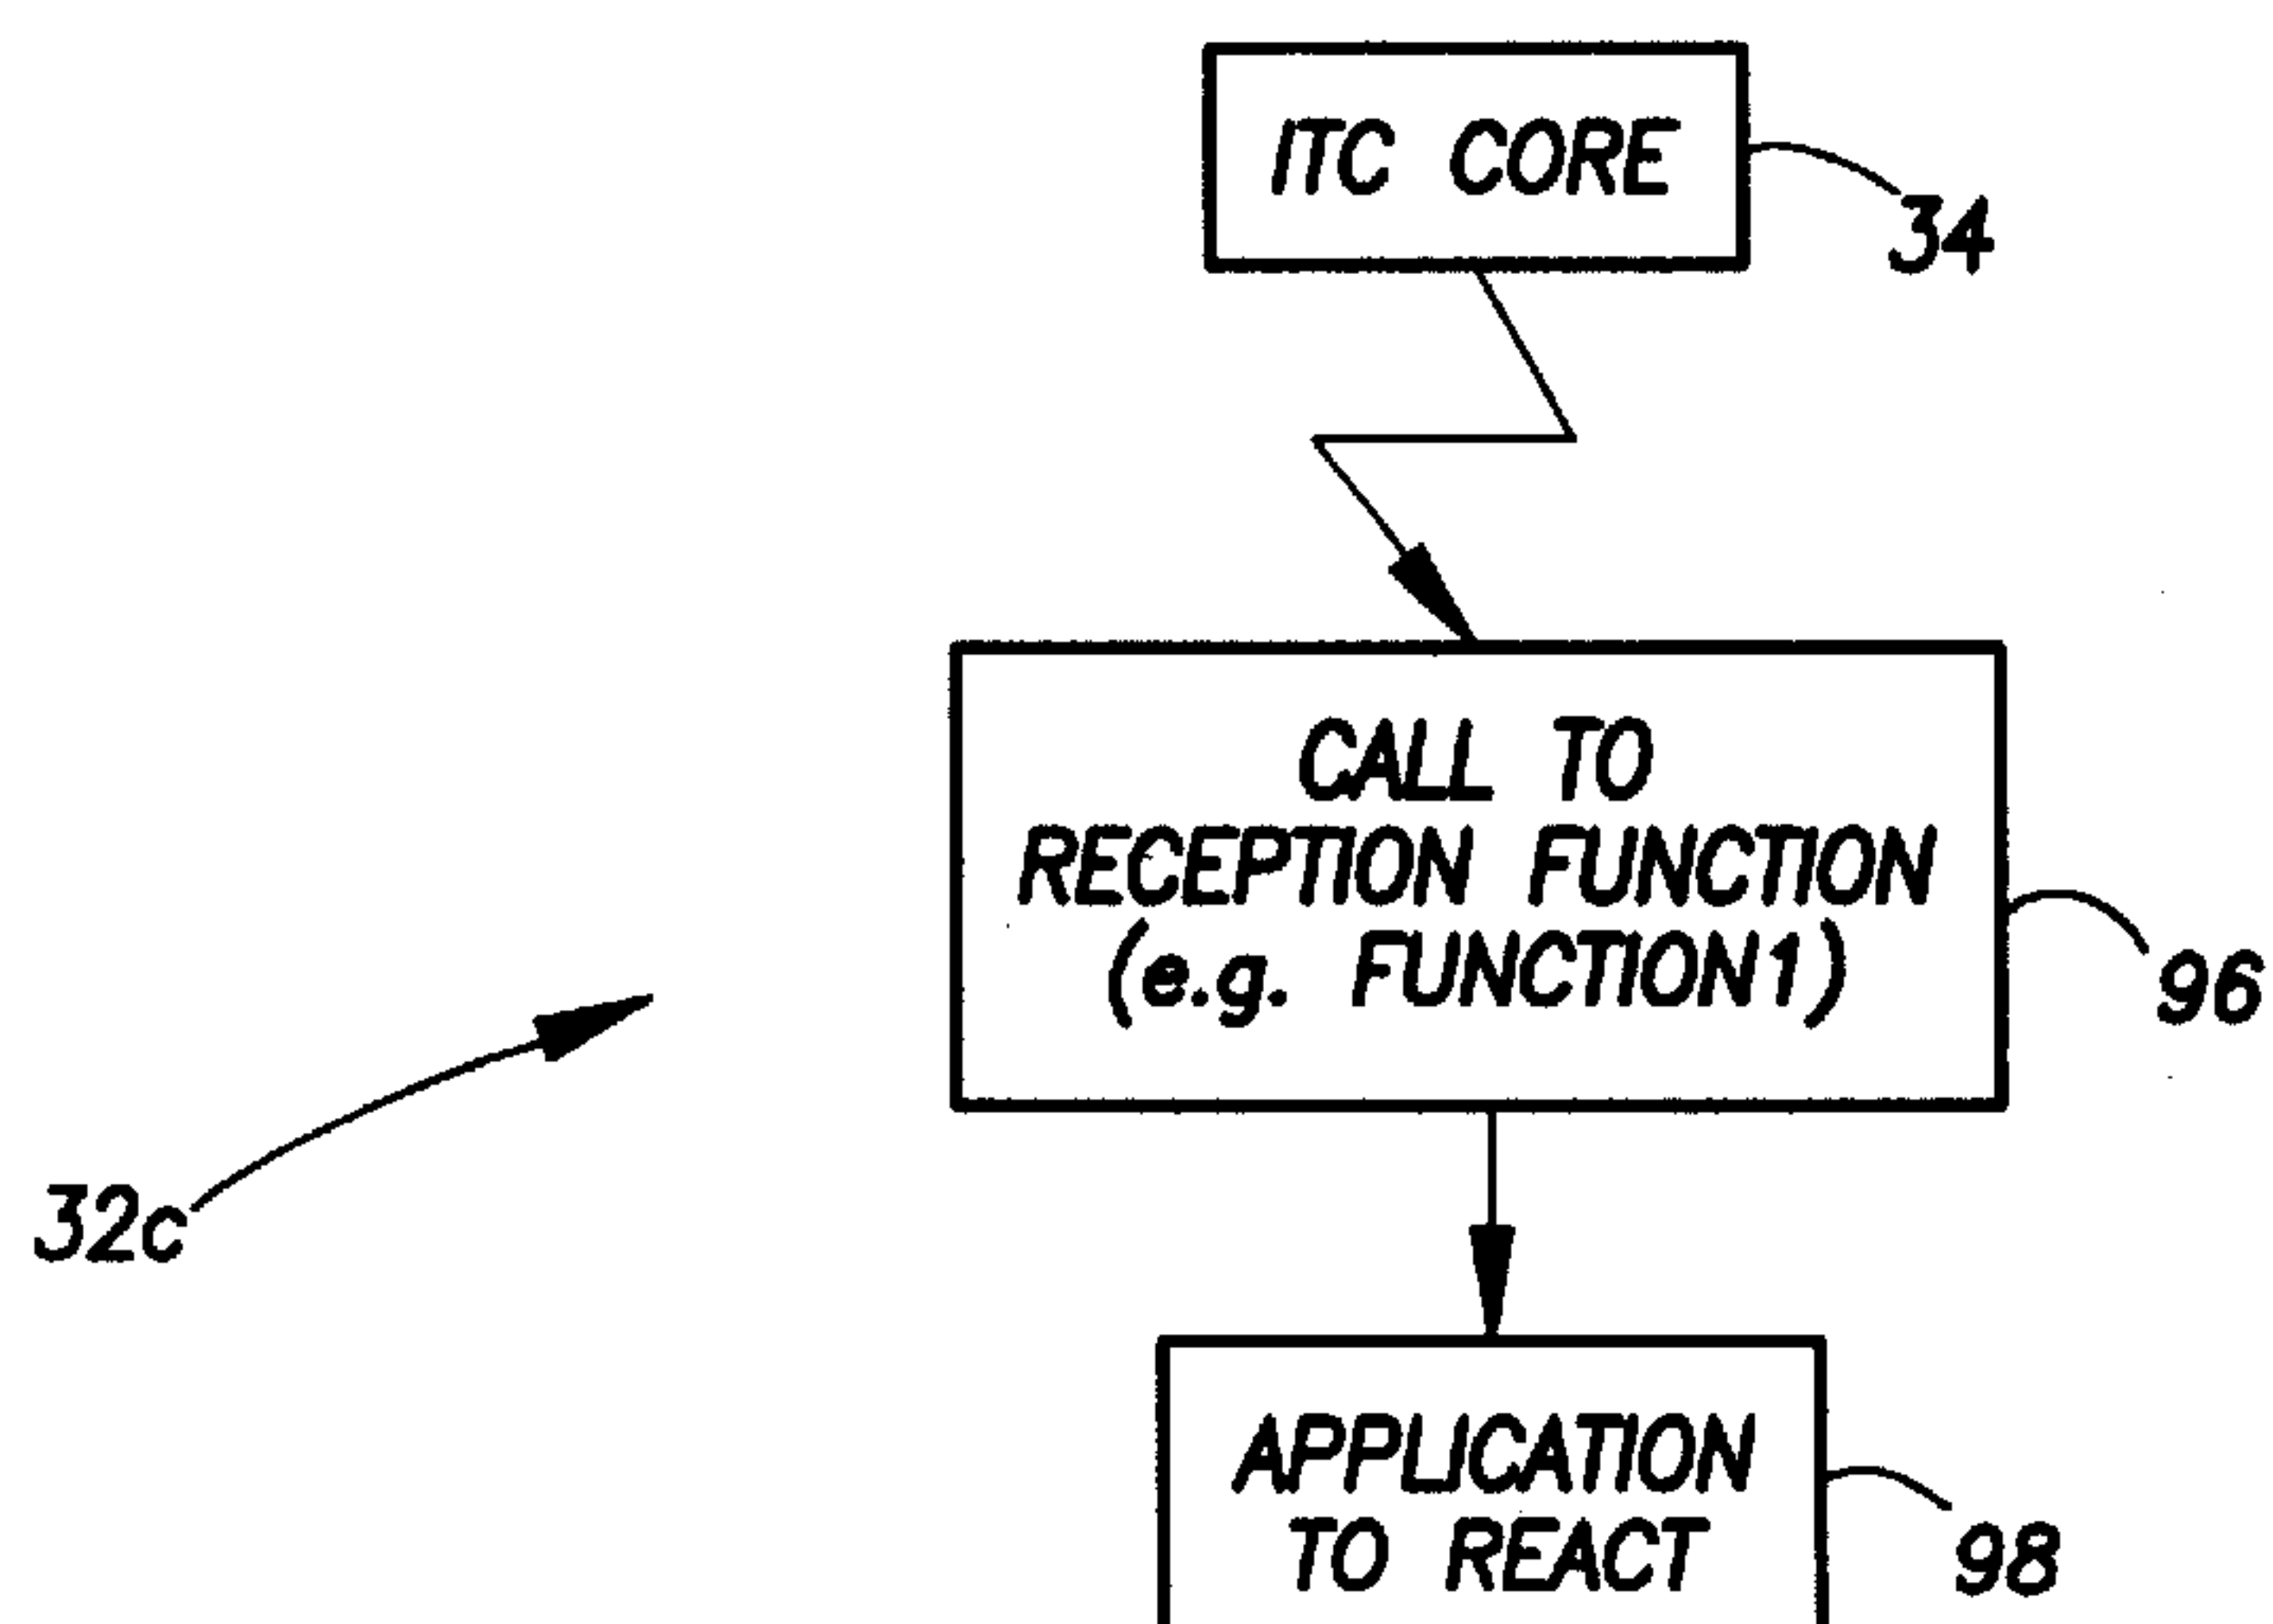 ITC CORE
34
CALL TO
RECEPTION FUNCTION
(e.g. FUNCTION1)
96
32c
APPLICATION
TO REACT
98